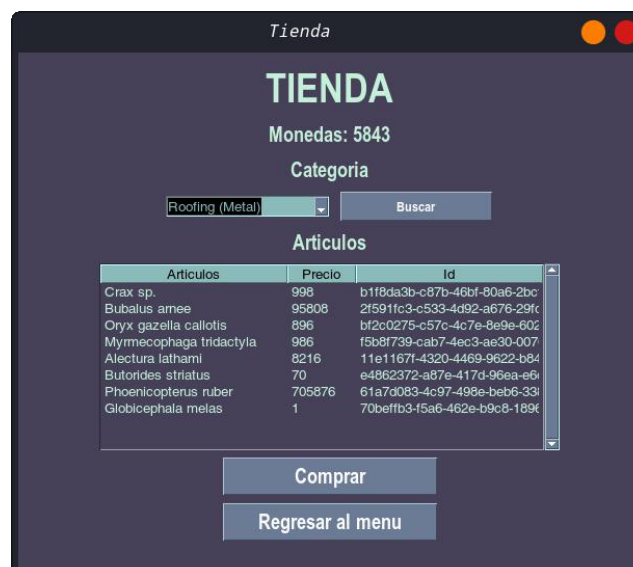 Tienda
TIENDA
Monedas: 5843
Categoria
Roofing (Metal) Buscar
Articulos
Articulos Precio Id
Crax sp. 998 b1f8da3b-c87b-46bf-80a6-2bc
Bubalus arnee 95808 2f591fc3-c533-4d92-a676-29fc
Oryx gazella callotis 896 bf2c0275-c57c-4c7e-8e9e-602
Myrmecophaga tridactyla 986 f5b8f739-cab7-4ec3-ae30-007
Alectura lathami 8216 11e1167f-4320-4469-9622-b84
Butorides striatus 70 e4862372-a87e-417d-96ea-e6
Phoenicopterus ruber 705876 61a7d083-4c97-498e-beb6-33
Globicephala melas 1 70beffb3-f5a6-462e-b9c8-189
Comprar
Regresar al menu